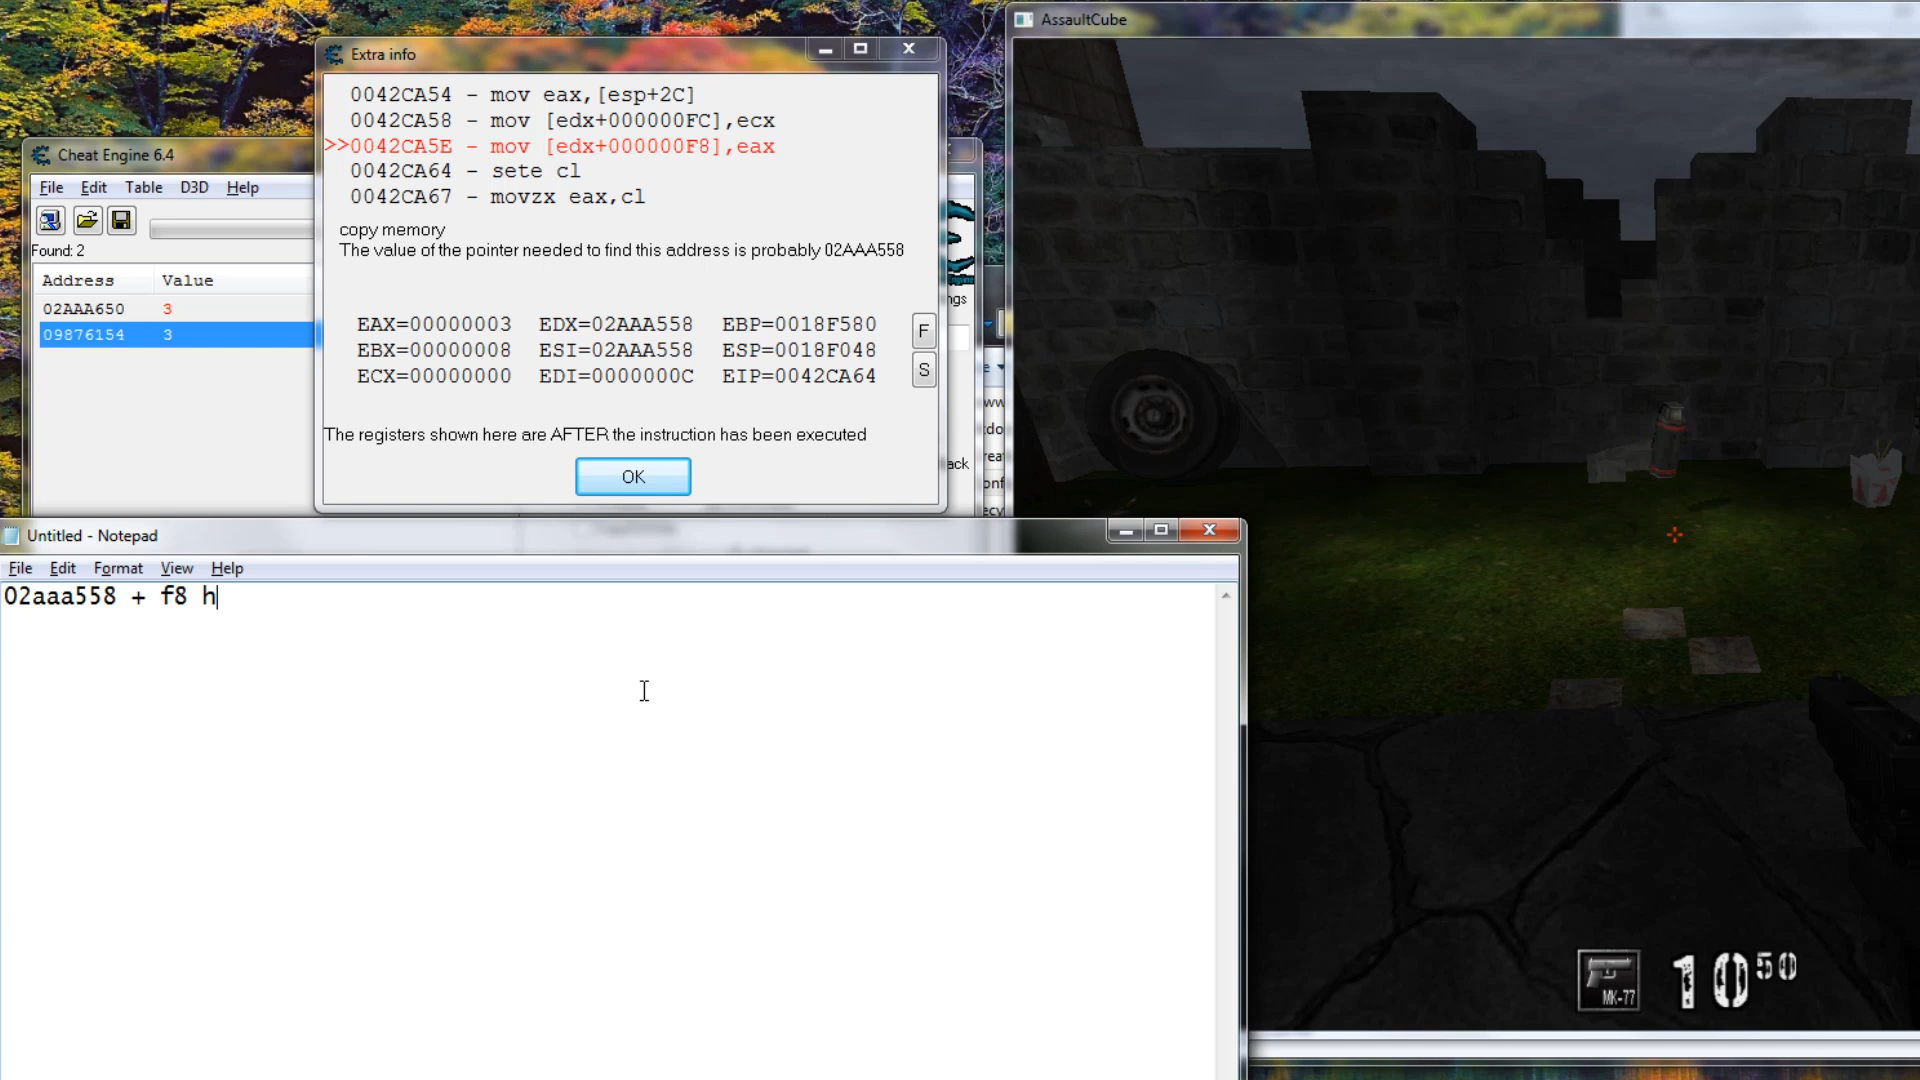 AssaultCube
Extra info
0042CA54 - mov eax,[esp+2C]
0042CA58 - mov [edx+000000FC],ecx
>>0042CA5E - mov [edx+000000F8],eax
0042CA64 - sete cl
0042CA67 - movzx eax,cl
copy memory
The value of the pointer needed to find this address is probably 02AAA558
EAX=00000003 EDX=02AAA558 EBP=0018F580
EBX=00000008 ESI=02AAA558 ESP=0018F048
ECX=00000000 EDI=0000000C EIP=0042CA64
F
S
The registers shown here are AFTER the instruction has been executed
OK
Cheat Engine 6.4
File Edit Table D3D Help
Found: 2
Address Value
02AAA650 3
09876154 3
Untitled - Notepad
File Edit Format View Help
02aaa558 + f8 h
MK-77
10 50